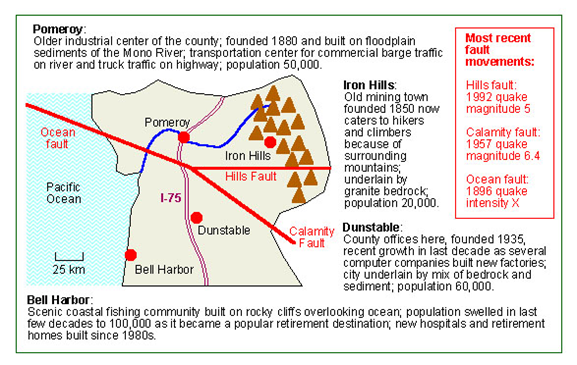 Pomeroy:
Older industrial center of the county; founded 1880 and built on floodplain
sediments of the Mono River; transportation center for commercial barge traffic
on river and truck traffic on highway; population 50,000.
Most recent
fault
movements:
Hills fault:
1992 quake
magnitude 5
Calamity fault:
1957 quake
magnitude 6.4
Ocean fault:
1896 quake
intensity X
Iron Hills:
Old mining town
founded 1850 now
caters to hikers
and climbers
because of
surrounding
mountains;
underlain by
granite bedrock;
population 20,000.
Ocean
fault
Pomeroy
Iron Hills
Hills Fault
Pacific
Ocean
I-75
Dunstable
Calamity
Fault
25 km
Bell Harbor
Dunstable:
County offices here, founded 1935,
recent growth in last decade as several
computer companies built new factories;
city underlain by mix of bedrock and
sediment; population 60,000.
Bell Harbor:
Scenic coastal fishing community built on rocky cliffs overlooking ocean; population swelled in last
few decades to 100,000 as it became a popular retirement destination; new hospitals and retirement
homes built since 1980s.